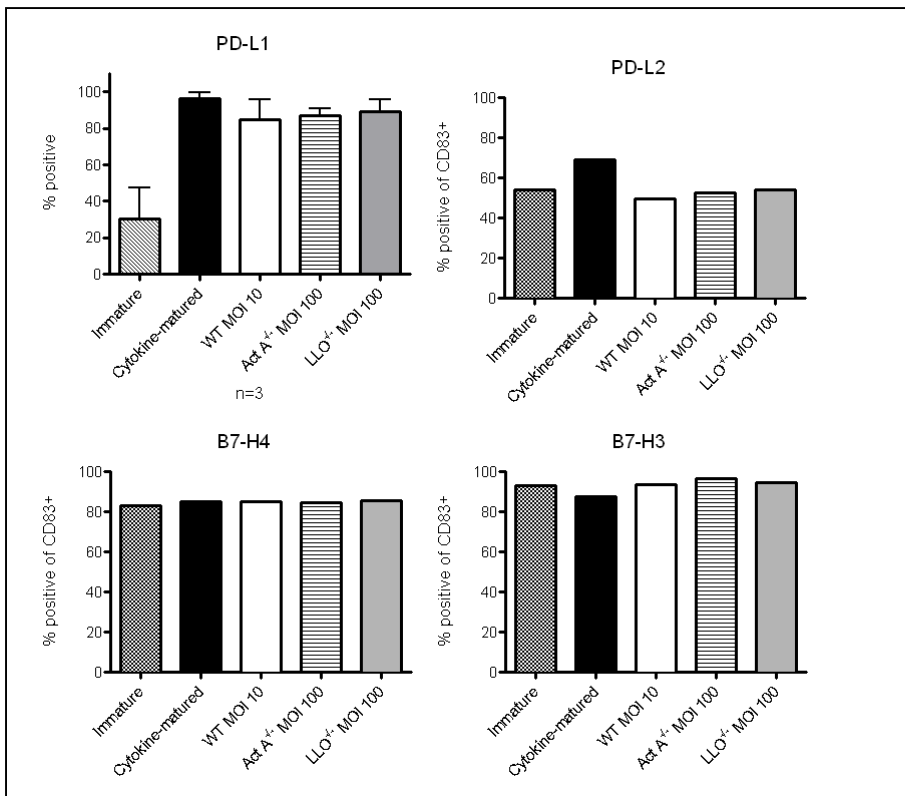 PD-L1
% positive
100
80
60
40
20
0
Immature
Cytokine-matured
WT MOI 10
Act A-/- MOI 100
LLO-/- MOI 100
n=3
PD-L2
% positive of CD83+
100
80
60
40
20
0
Immature
Cytokine-matured
WT MOI 10
Act A-/- MOI 100
LLO-/- MOI 100
B7-H4
% positive of CD83+
100
80
60
40
20
0
Immature
Cytokine-matured
WT MOI 10
Act A-/- MOI 100
LLO-/- MOI 100
B7-H3
% positive of CD83+
100
80
60
40
20
0
Immature
Cytokine-matured
WT MOI 10
Act A-/- MOI 100
LLO-/- MOI 100